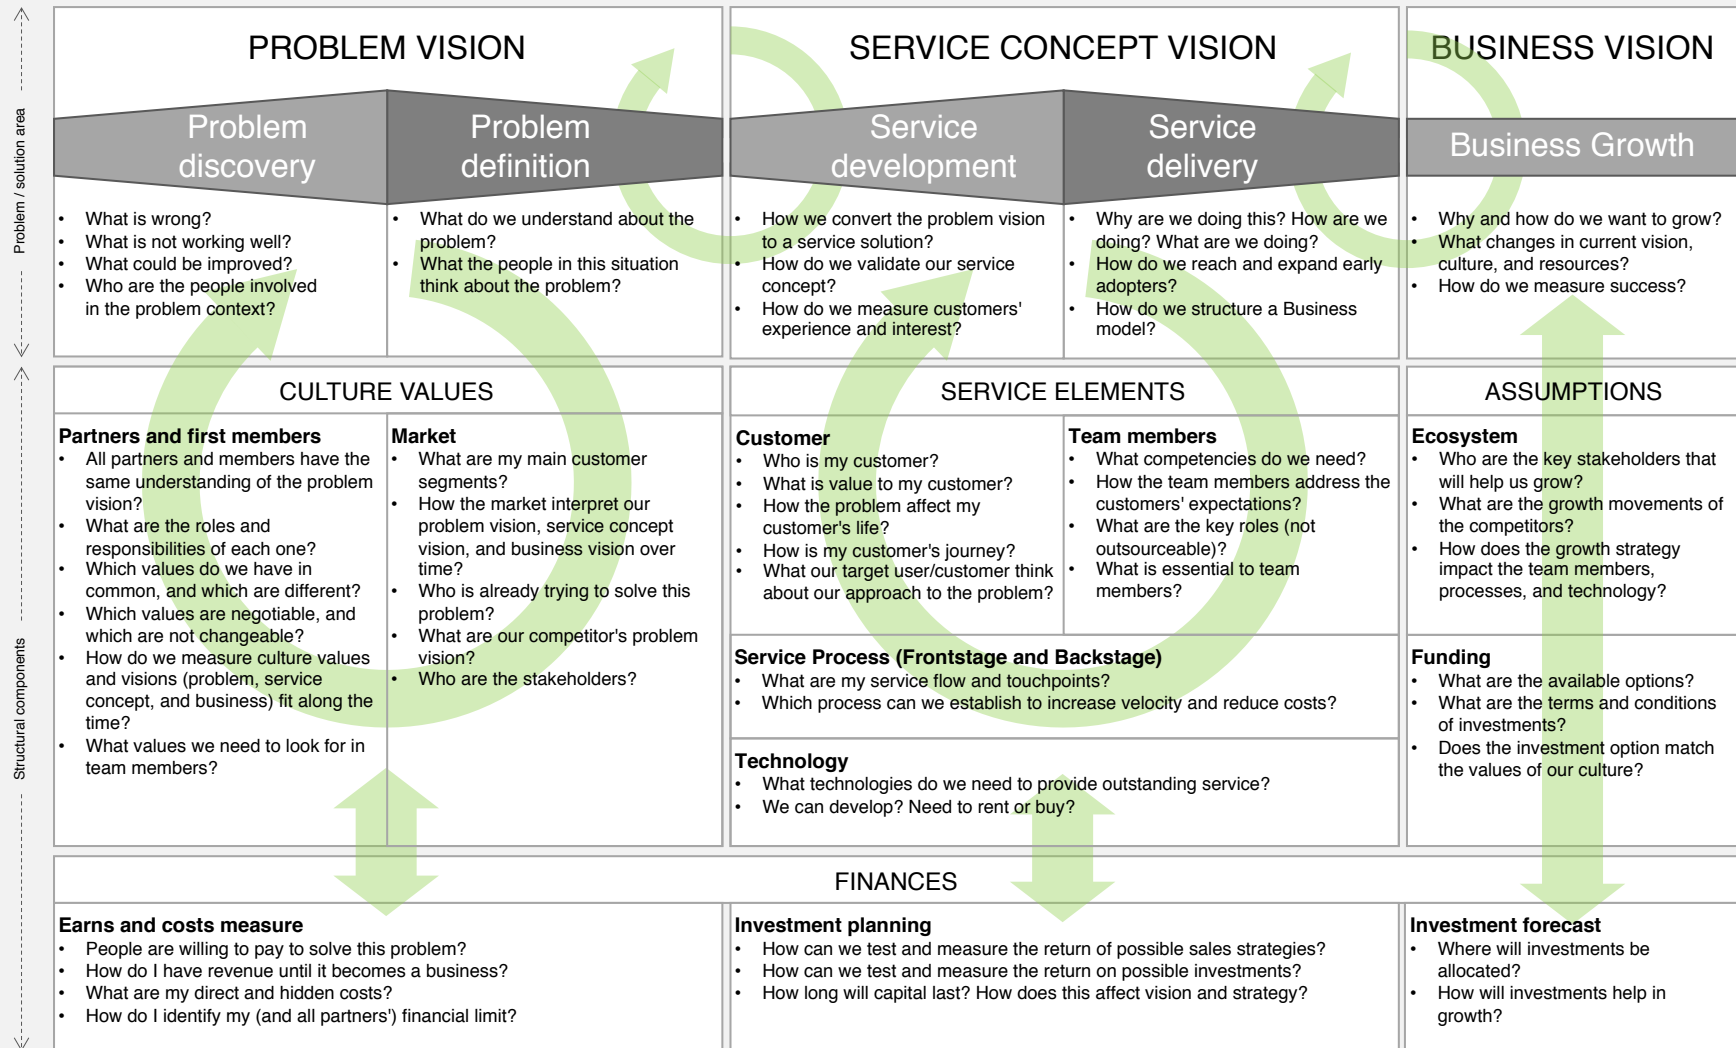 Problem / solution area
Structural components
PROBLEM VISION
Problem
discovery
Problem
definition
• What is wrong?
• What is not working well?
• What could be improved?
• Who are the people involved
in the problem context?
• What do we understand about the
problem?
• What the people in this situation
think about the problem?
SERVICE CONCEPT VISION
Service
development
Service
delivery
• How we convert the problem vision
to a service solution?
• How do we validate our service
concept?
• How do we measure customers'
experience and interest?
• Why are we doing this? How are we
doing? What are we doing?
• How do we reach and expand early
adopters?
• How do we structure a Business
model?
BUSINESS VISION
Business Growth
• Why and how do we want to grow?
• What changes in current vision,
culture, and resources?
• How do we measure success?
CULTURE VALUES
Partners and first members
• All partners and members have the
same understanding of the problem
vision?
• What are the roles and
responsibilities of each one?
• Which values do we have in
common, and which are different?
• Which values are negotiable, and
which are not changeable?
• How do we measure culture values
and visions (problem, service
concept, and business) fit along the
time?
• What values we need to look for in
team members?
Market
• What are my main customer
segments?
• How the market interpret our
problem vision, service concept
vision, and business vision over
time?
• Who is already trying to solve this
problem?
• What are our competitor's problem
vision?
• Who are the stakeholders?
SERVICE ELEMENTS
Customer
• Who is my customer?
• What is value to my customer?
• How the problem affect my
customer's life?
• How is my customer's journey?
• What our target user/customer think
about our approach to the problem?
Team members
• What competencies do we need?
• How the team members address the
customers' expectations?
• What are the key roles (not
outsourceable)?
• What is essential to team
members?
Service Process (Frontstage and Backstage)
• What are my service flow and touchpoints?
• Which process can we establish to increase velocity and reduce costs?
Technology
• What technologies do we need to provide outstanding service?
• We can develop? Need to rent or buy?
ASSUMPTIONS
Ecosystem
• Who are the key stakeholders that
will help us grow?
• What are the growth movements of
the competitors?
• How does the growth strategy
impact the team members,
processes, and technology?
Funding
• What are the available options?
• What are the terms and conditions
of investments?
• Does the investment option match
the values of our culture?
FINANCES
Earns and costs measure
• People are willing to pay to solve this problem?
• How do I have revenue until it becomes a business?
• What are my direct and hidden costs?
• How do I identify my (and all partners') financial limit?
Investment planning
• How can we test and measure the return of possible sales strategies?
• How can we test and measure the return on possible investments?
• How long will capital last? How does this affect vision and strategy?
Investment forecast
• Where will investments be
allocated?
• How will investments help in
growth?